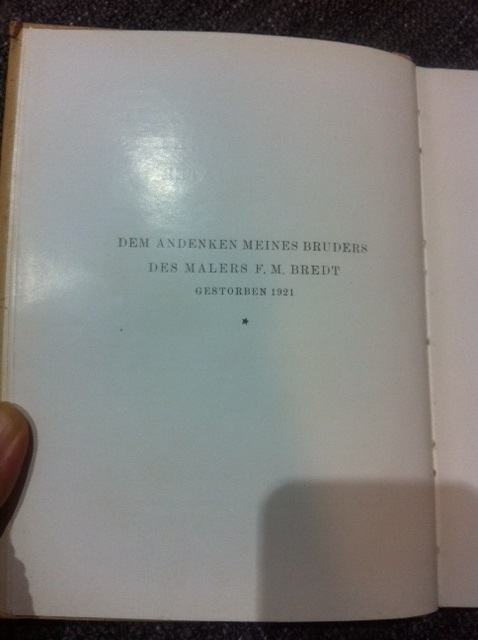 DEM ANDENKEN MEINES BRUDERS
DES MALERS F. M. BREDT
GESTORBEN 1921
*